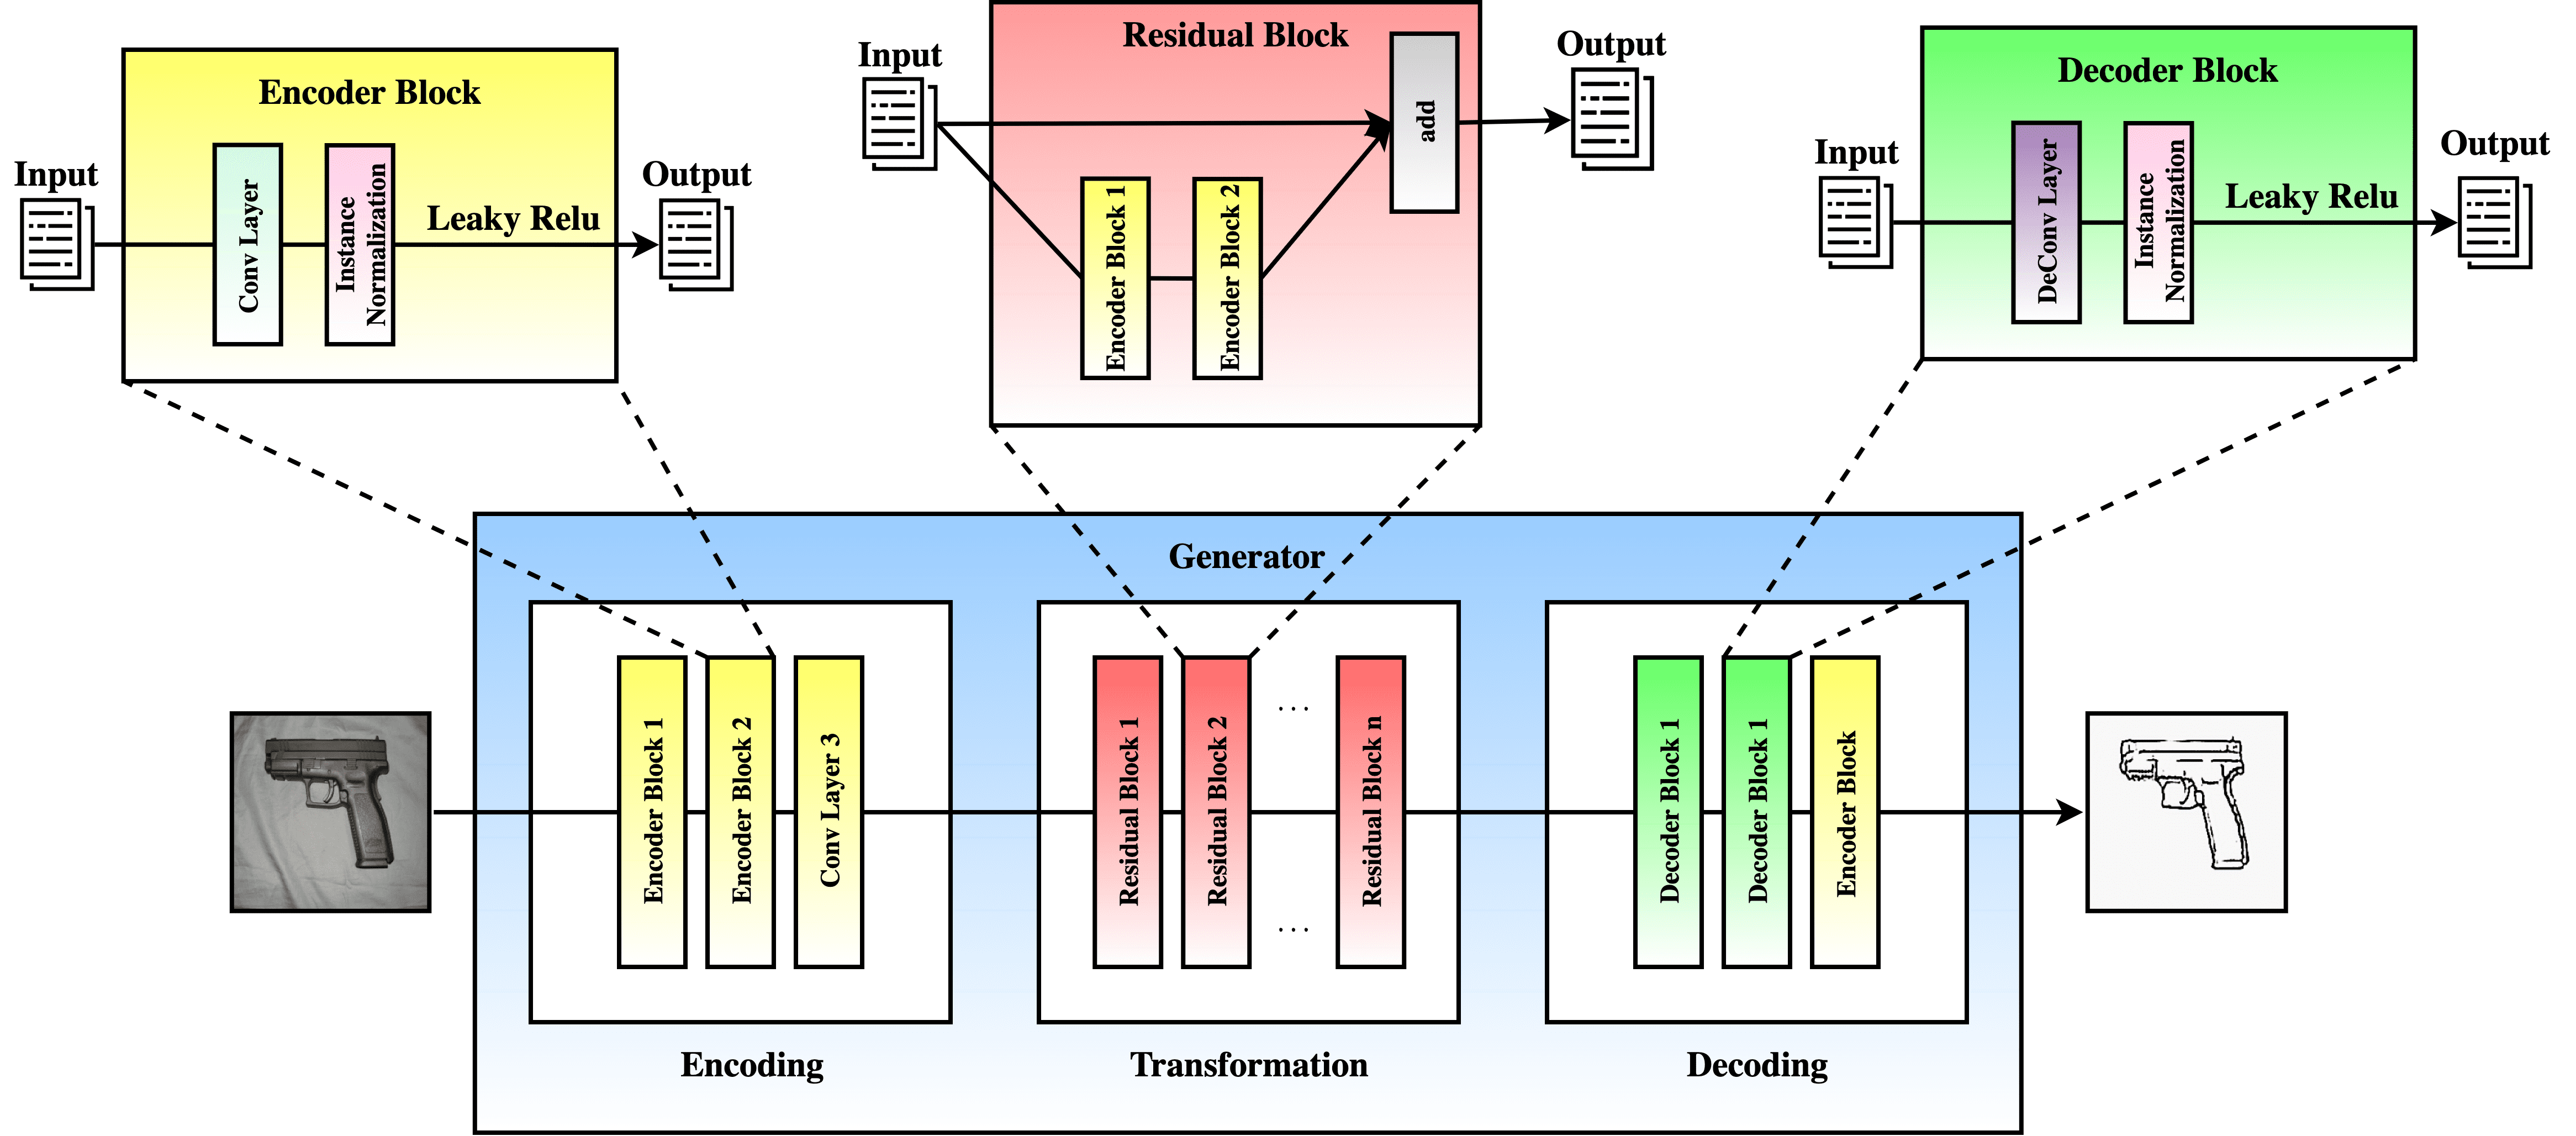 Encoder Block
Input
Conv Layer
Instance
Normalization
Leaky Relu
Output
Residual Block
Input
Encoder Block 1
Encoder Block 2
add
Output
Decoder Block
Input
DeConv Layer
Instance
Normalization
Leaky Relu
Output
Generator
Encoder Block 1
Encoder Block 2
Conv Layer 3
Encoding
Residual Block 1
Residual Block 2
...
...
Residual Block n
Transformation
Decoder Block 1
Decoder Block 1
Encoder Block
Decoding